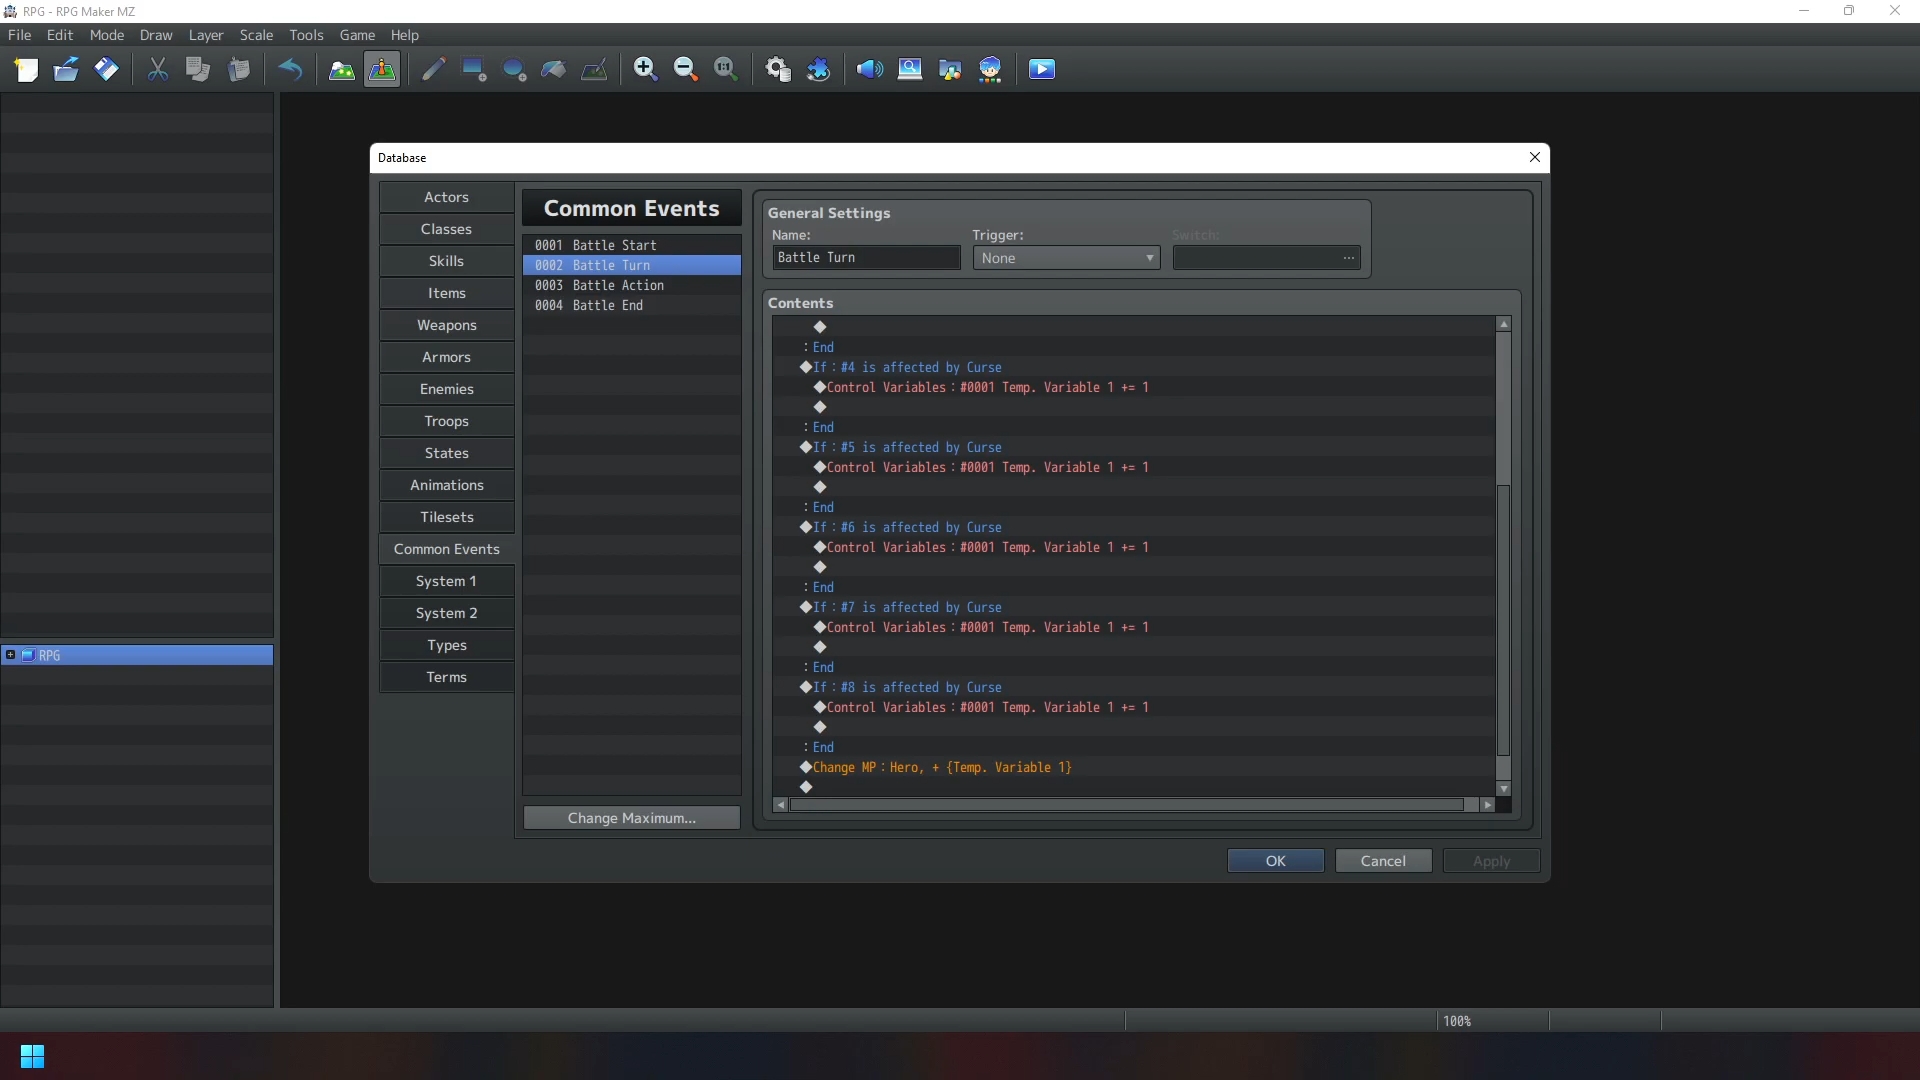 RPG - RPG Maker MZ
File Edit Mode Draw Layer Scale Tools Game Help
1:1
Database
Actors
Classes
Skills
Items
Weapons
Armors
Enemies
Troops
States
Animations
Tilesets
Common Events
System 1
System 2
Types
Terms
Common Events
0001 Battle Start
0002 Battle Turn
0003 Battle Action
0004 Battle End
Change Maximum...
General Settings
Name: Trigger: Switch:
Battle Turn None ...
Contents
◆
: End
◆If : #4 is affected by Curse
◆Control Variables : #0001 Temp. Variable 1 += 1
◆
: End
◆If : #5 is affected by Curse
◆Control Variables : #0001 Temp. Variable 1 += 1
◆
: End
◆If : #6 is affected by Curse
◆Control Variables : #0001 Temp. Variable 1 += 1
◆
: End
◆If : #7 is affected by Curse
◆Control Variables : #0001 Temp. Variable 1 += 1
◆
: End
◆If : #8 is affected by Curse
◆Control Variables : #0001 Temp. Variable 1 += 1
◆
: End
◆Change MP : Hero, + {Temp. Variable 1}
◆
OK Cancel Apply
RPG
100%